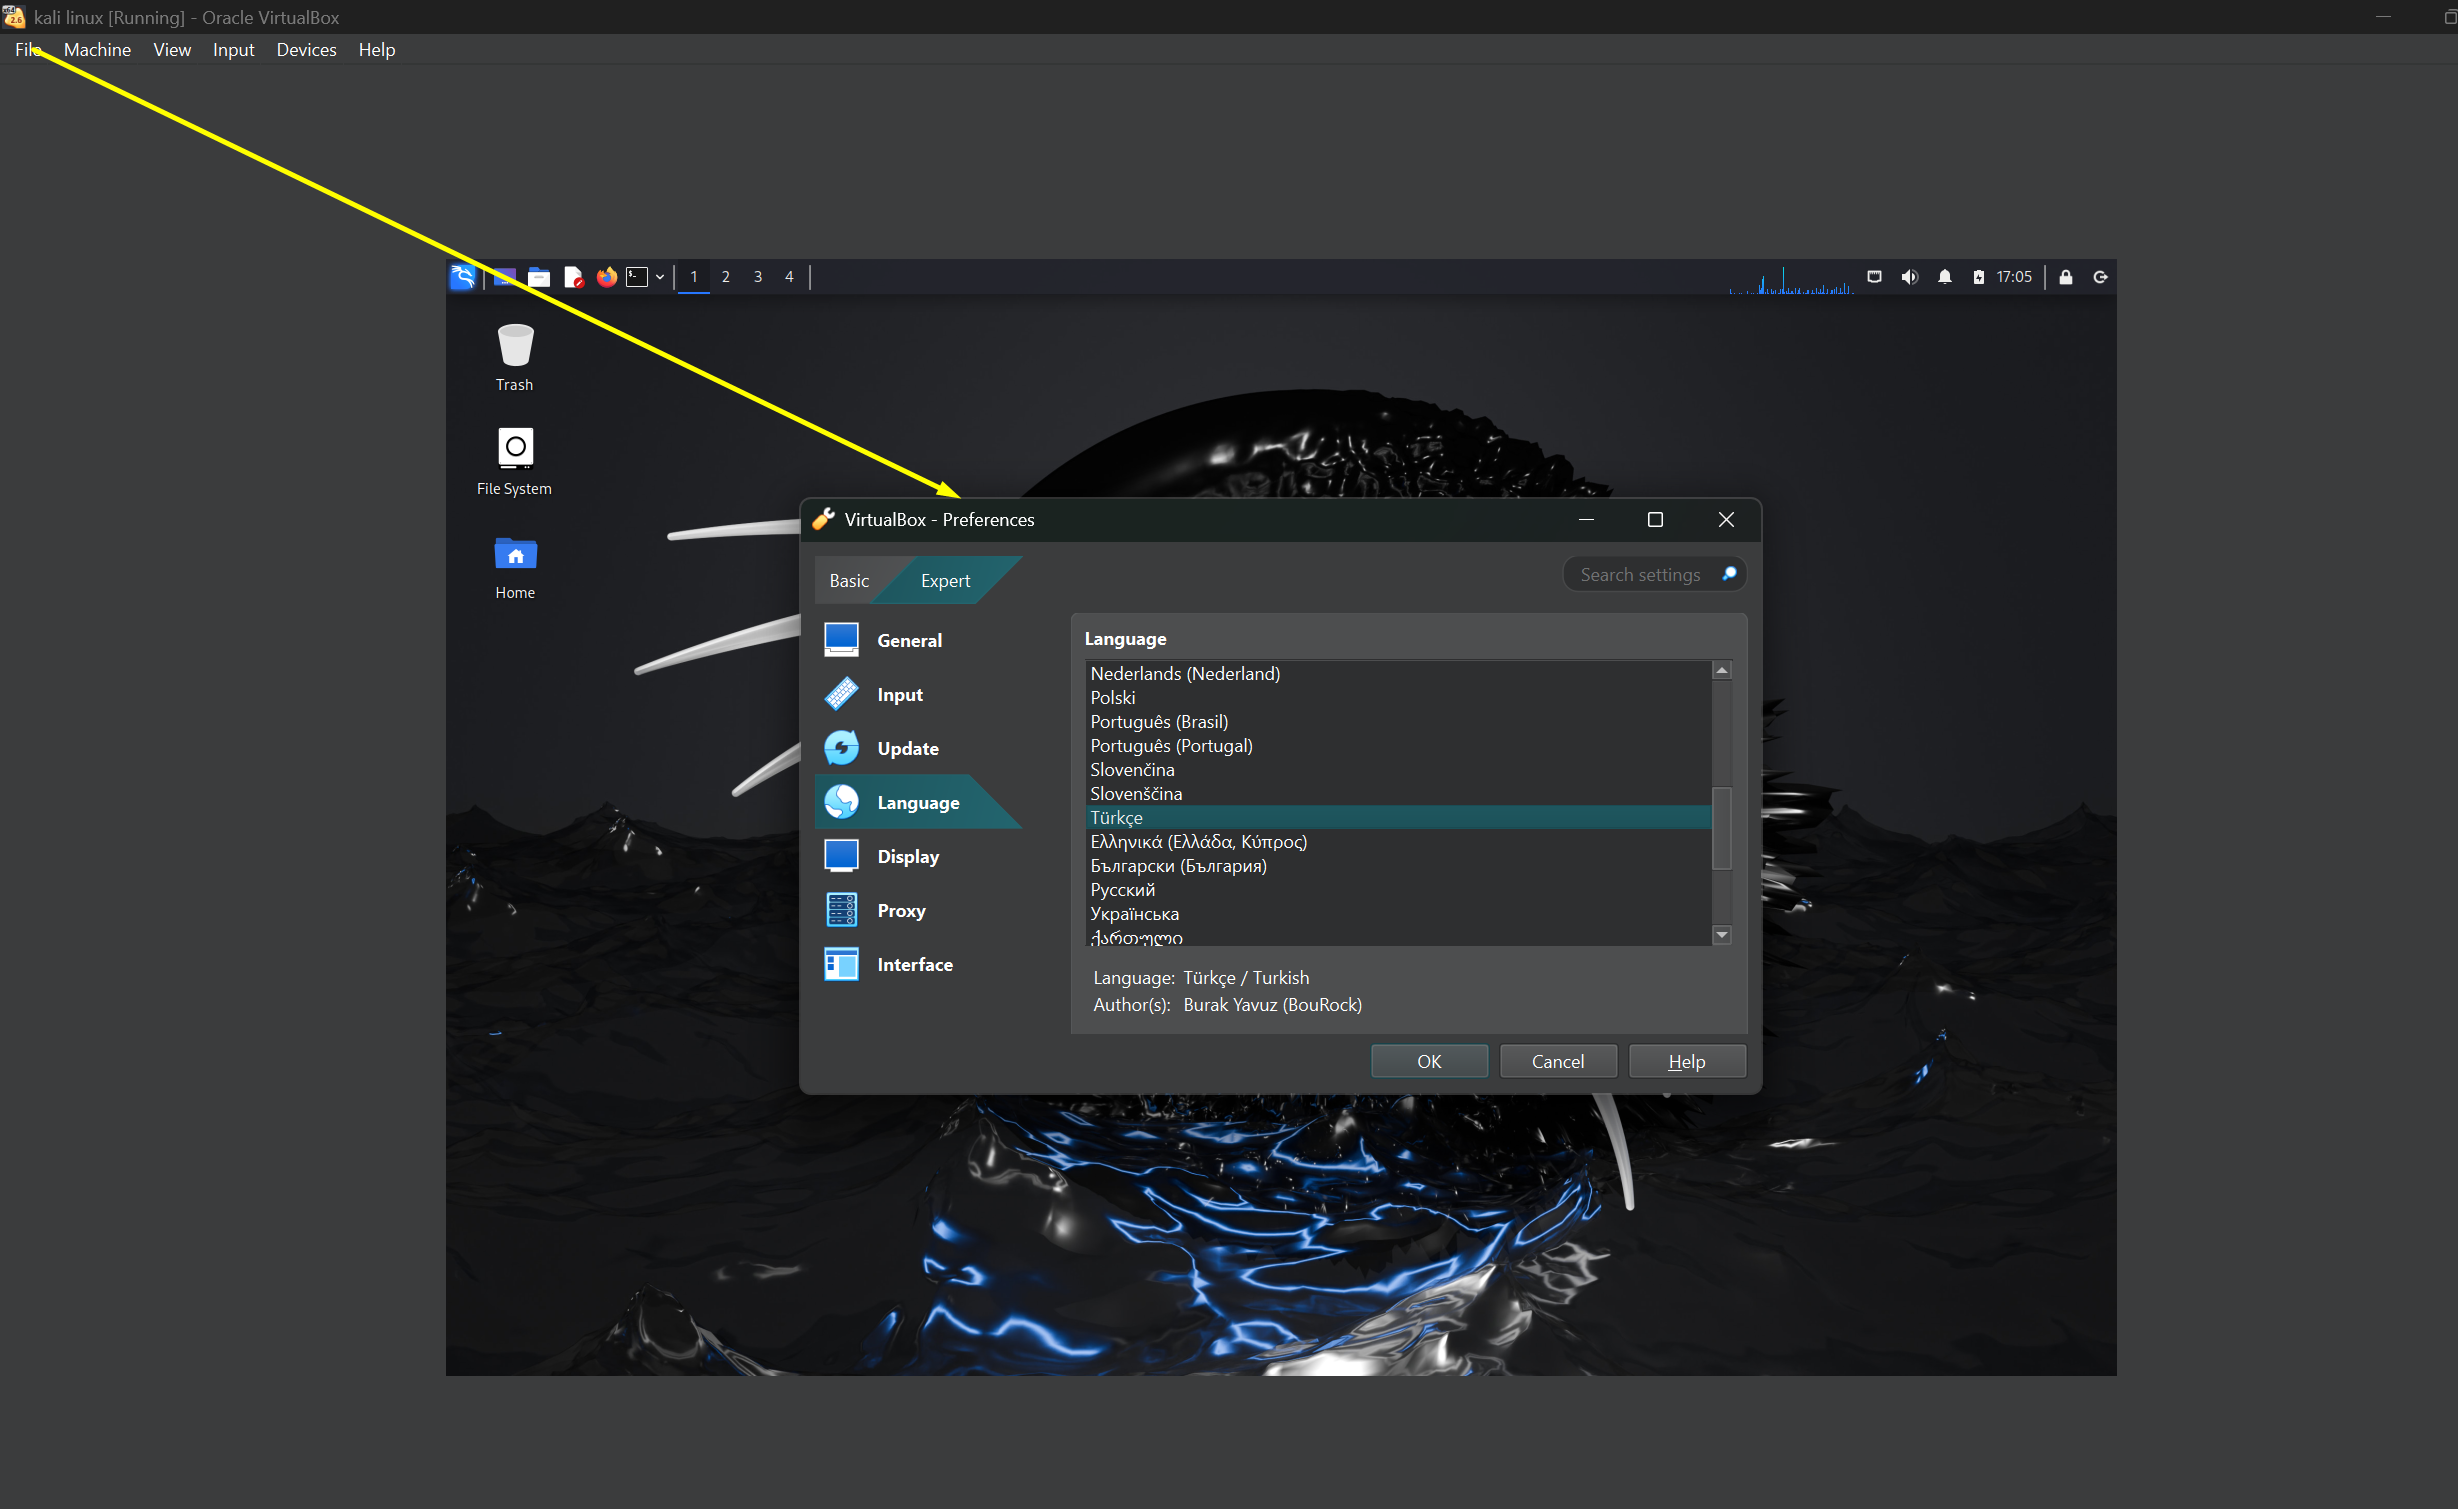 kali linux [Running] - Oracle VirtualBox
File Machine View Input Devices Help
1 2 3 4 17:05
Trash
File System
Home
VirtualBox - Preferences
Basic Expert Search settings
General
Input
Update
Language
Display
Proxy
Interface
Language
Nederlands (Nederland)
Polski
Português (Brasil)
Português (Portugal)
Slovenčina
Slovenščina
Türkçe
Ελληνικά (Ελλάδα, Κύπρος)
Български (България)
Русский
Українська
ქართული
Language: Türkçe / Turkish
Author(s): Burak Yavuz (BouRock)
OK Cancel Help